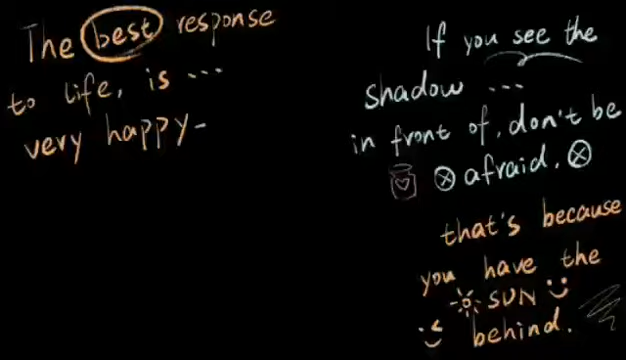 The best response
to life, is ...
very happy-
If you see the
shadow ...
in front of, don't be
afraid.
that's because
you have the
SUN
behind.